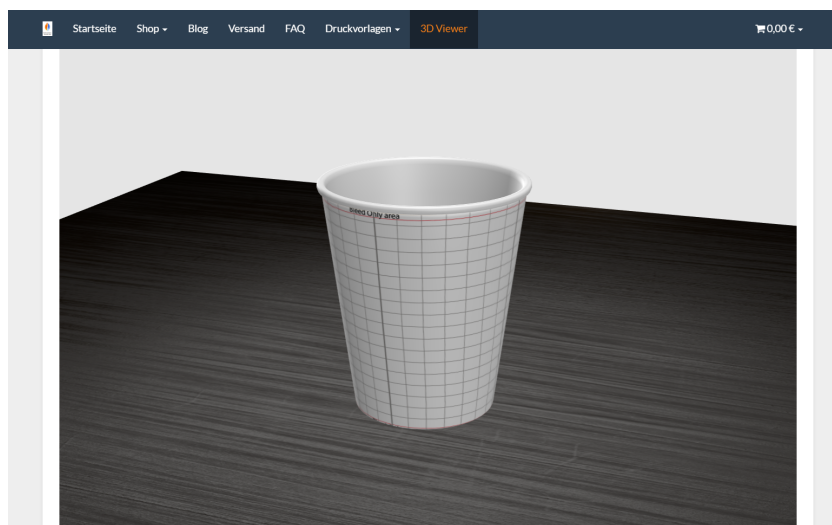 Startseite Shop Blog Versand FAQ Druckvorlagen 3D Viewer 0,00 €
Bleed Only area